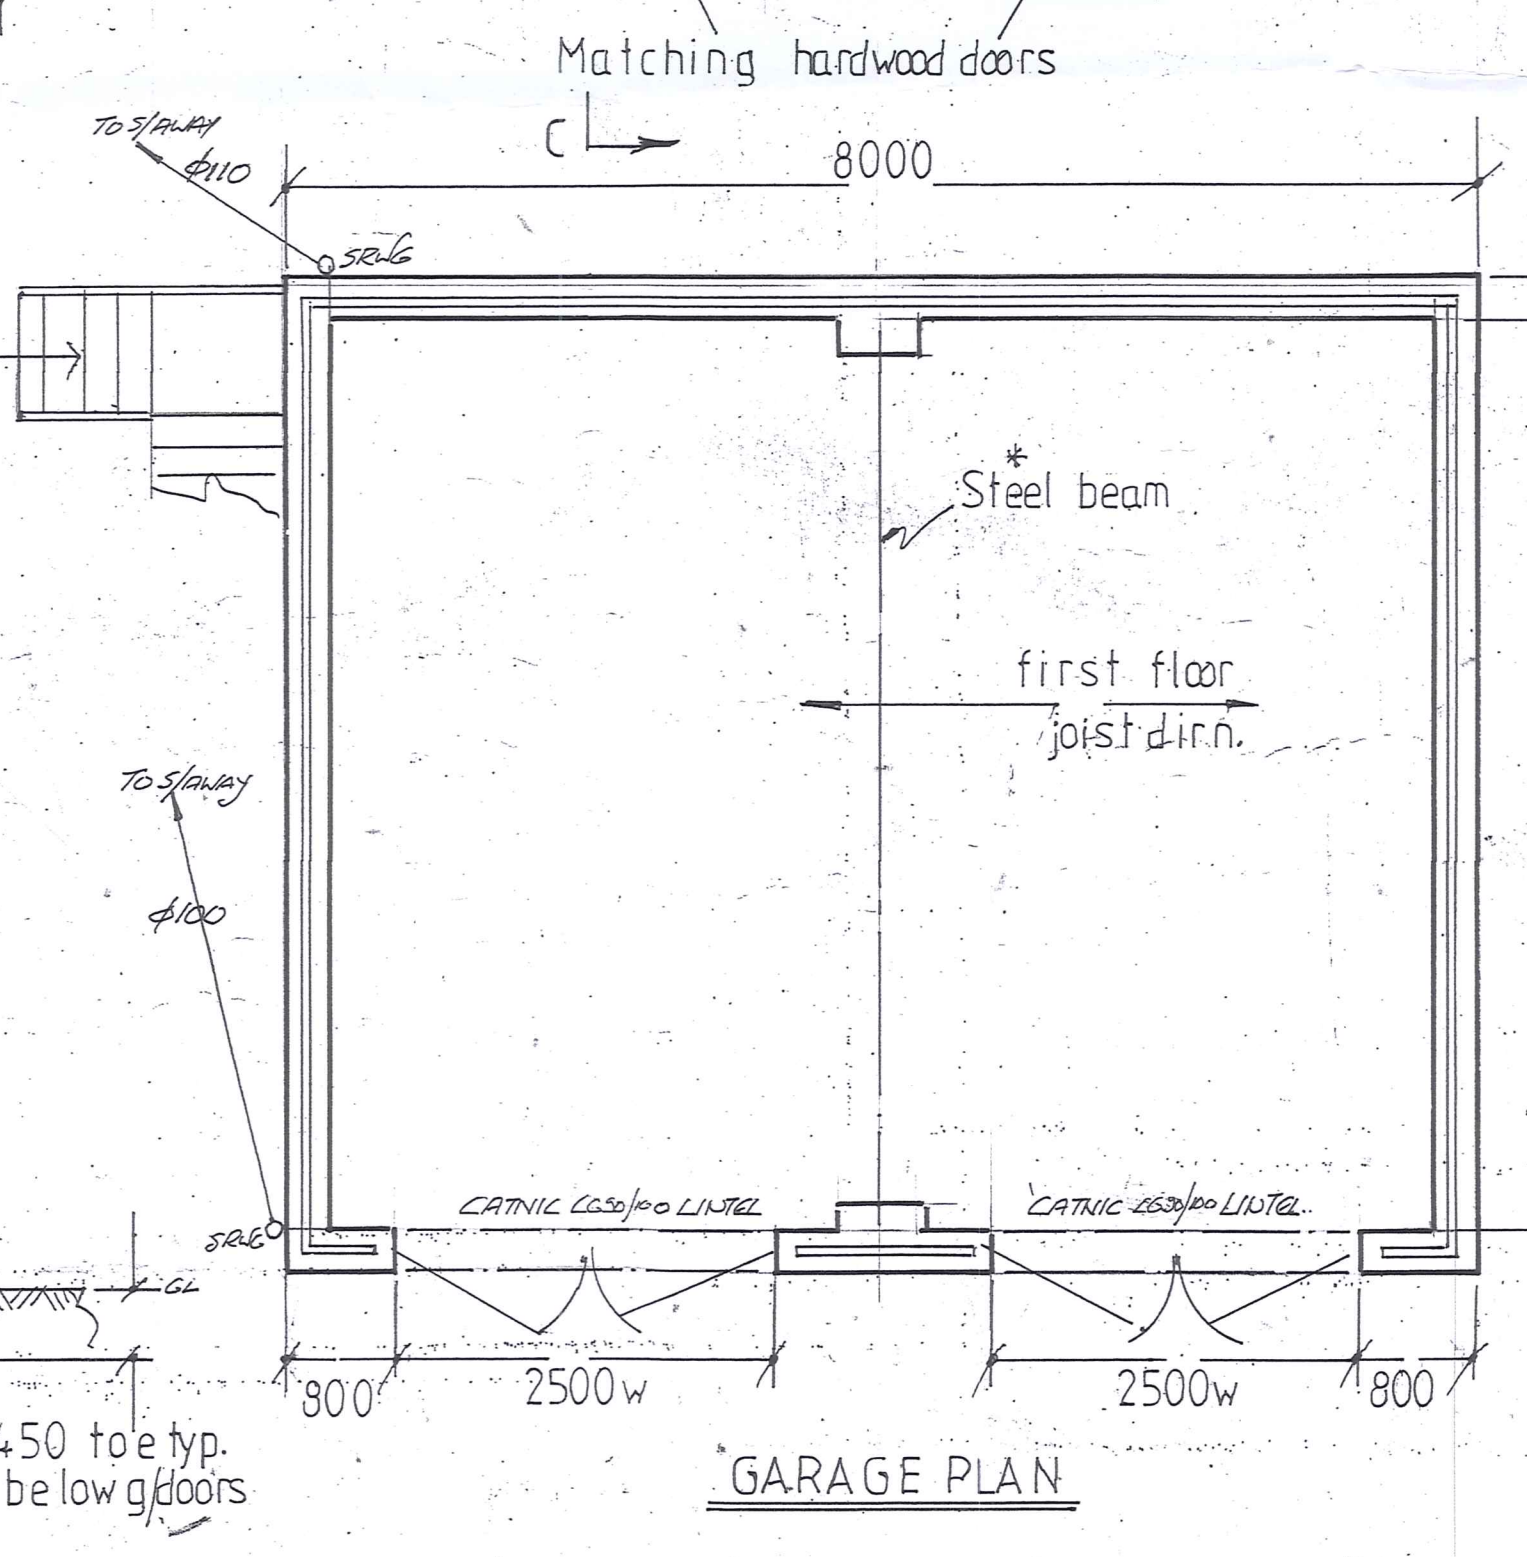 Matching hardwood doors
TO S/AWAY
C
8000
φ110
SRWG
*
Steel beam
first floor
joist dirn.
TO S/AWAY
φ100
CATNIC CG50/100 LINTEL
CATNIC CG50/100 LINTEL
SRWG
GL
800
2500w
2500w
800
450 toe typ.
below g/doors
GARAGE PLAN